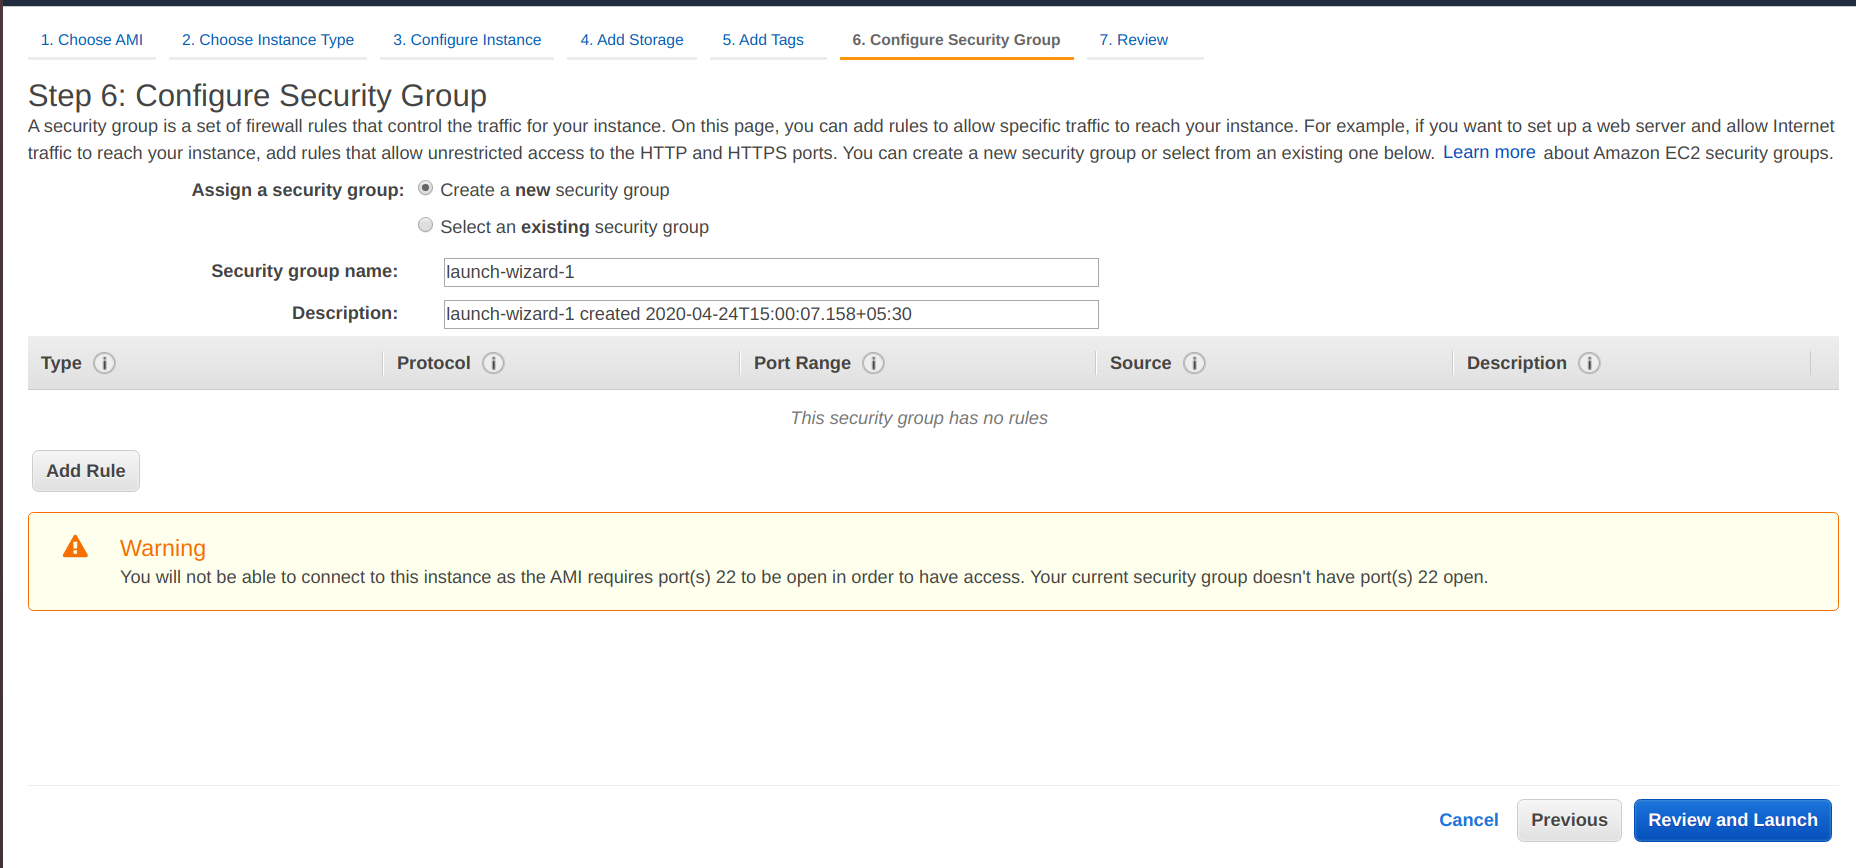 1. Choose AMI 2. Choose Instance Type 3. Configure Instance 4. Add Storage 5. Add Tags 6. Configure Security Group 7. Review
Step 6: Configure Security Group
A security group is a set of firewall rules that control the traffic for your instance. On this page, you can add rules to allow specific traffic to reach your instance. For example, if you want to set up a web server and allow Internet
traffic to reach your instance, add rules that allow unrestricted access to the HTTP and HTTPS ports. You can create a new security group or select from an existing one below. Learn more about Amazon EC2 security groups.
Assign a security group: Create a new security group
Select an existing security group
Security group name: launch-wizard-1
Description: launch-wizard-1 created 2020-04-24T15:00:07.158+05:30
Type i Protocol i Port Range i Source i Description i
This security group has no rules
Add Rule
Warning
You will not be able to connect to this instance as the AMI requires port(s) 22 to be open in order to have access. Your current security group doesn't have port(s) 22 open.
Cancel Previous Review and Launch